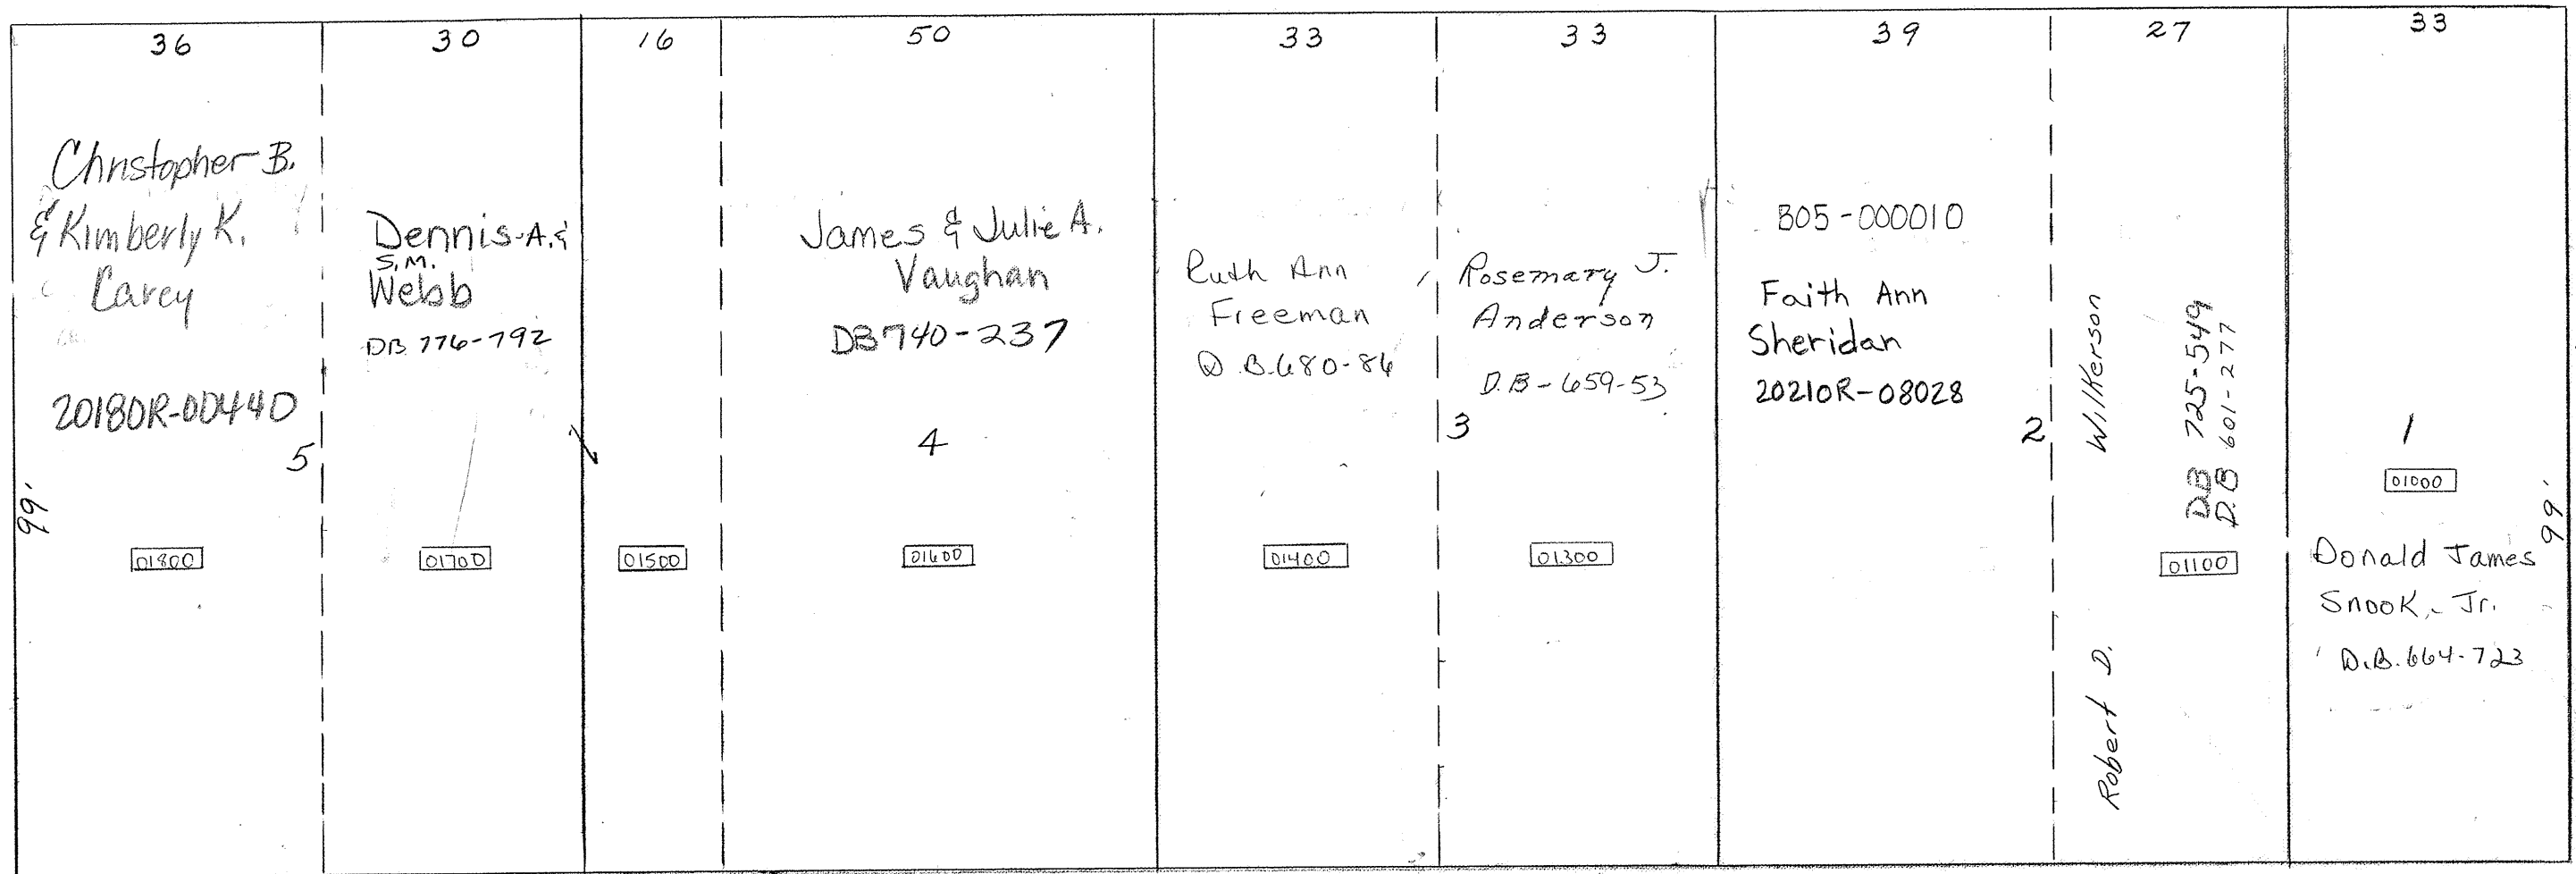 36
30
16
50
33
33
39
27
33
Christopher B.
& Kimberly K.
Carey
20180R-00440
5
99'
01800
Dennis A. &
S.M.
Webb
DB 776-792
01700
01500
James & Julie A.
Vaughan
DB 740-237
4
01600
Ruth Ann
Freeman
D.B. 680-86
01400
Rosemary J.
Anderson
D.B - 659-53
3
01300
B05-000010
Faith Ann
Sheridan
20210R-08028
2
Robert D. Wilkerson
DB 725-549
D.B 601-277
01100
1
01000
99'
Donald James
Snook, Jr.
D.B. 664-723